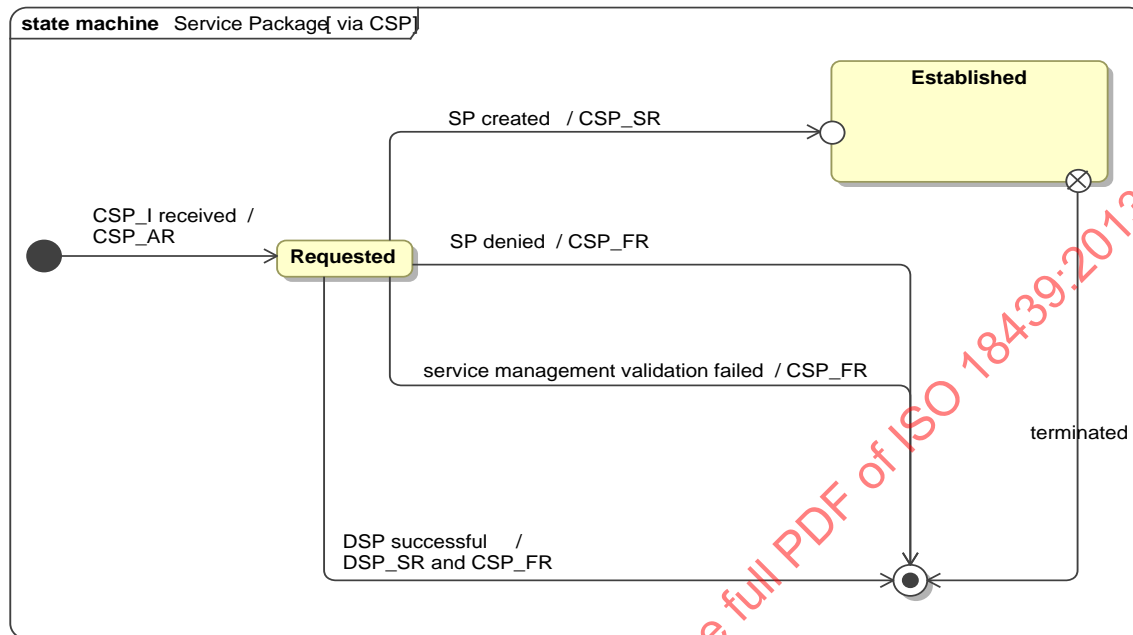 state machine Service Package[ via CSP]
Established
SP created / CSP_SR
CSP_I received /
CSP_AR
SP denied / CSP_FR
Requested
service management validation failed / CSP_FR
terminated
DSP successful /
DSP_SR and CSP_FR
e full PDF of ISO 18439:2013